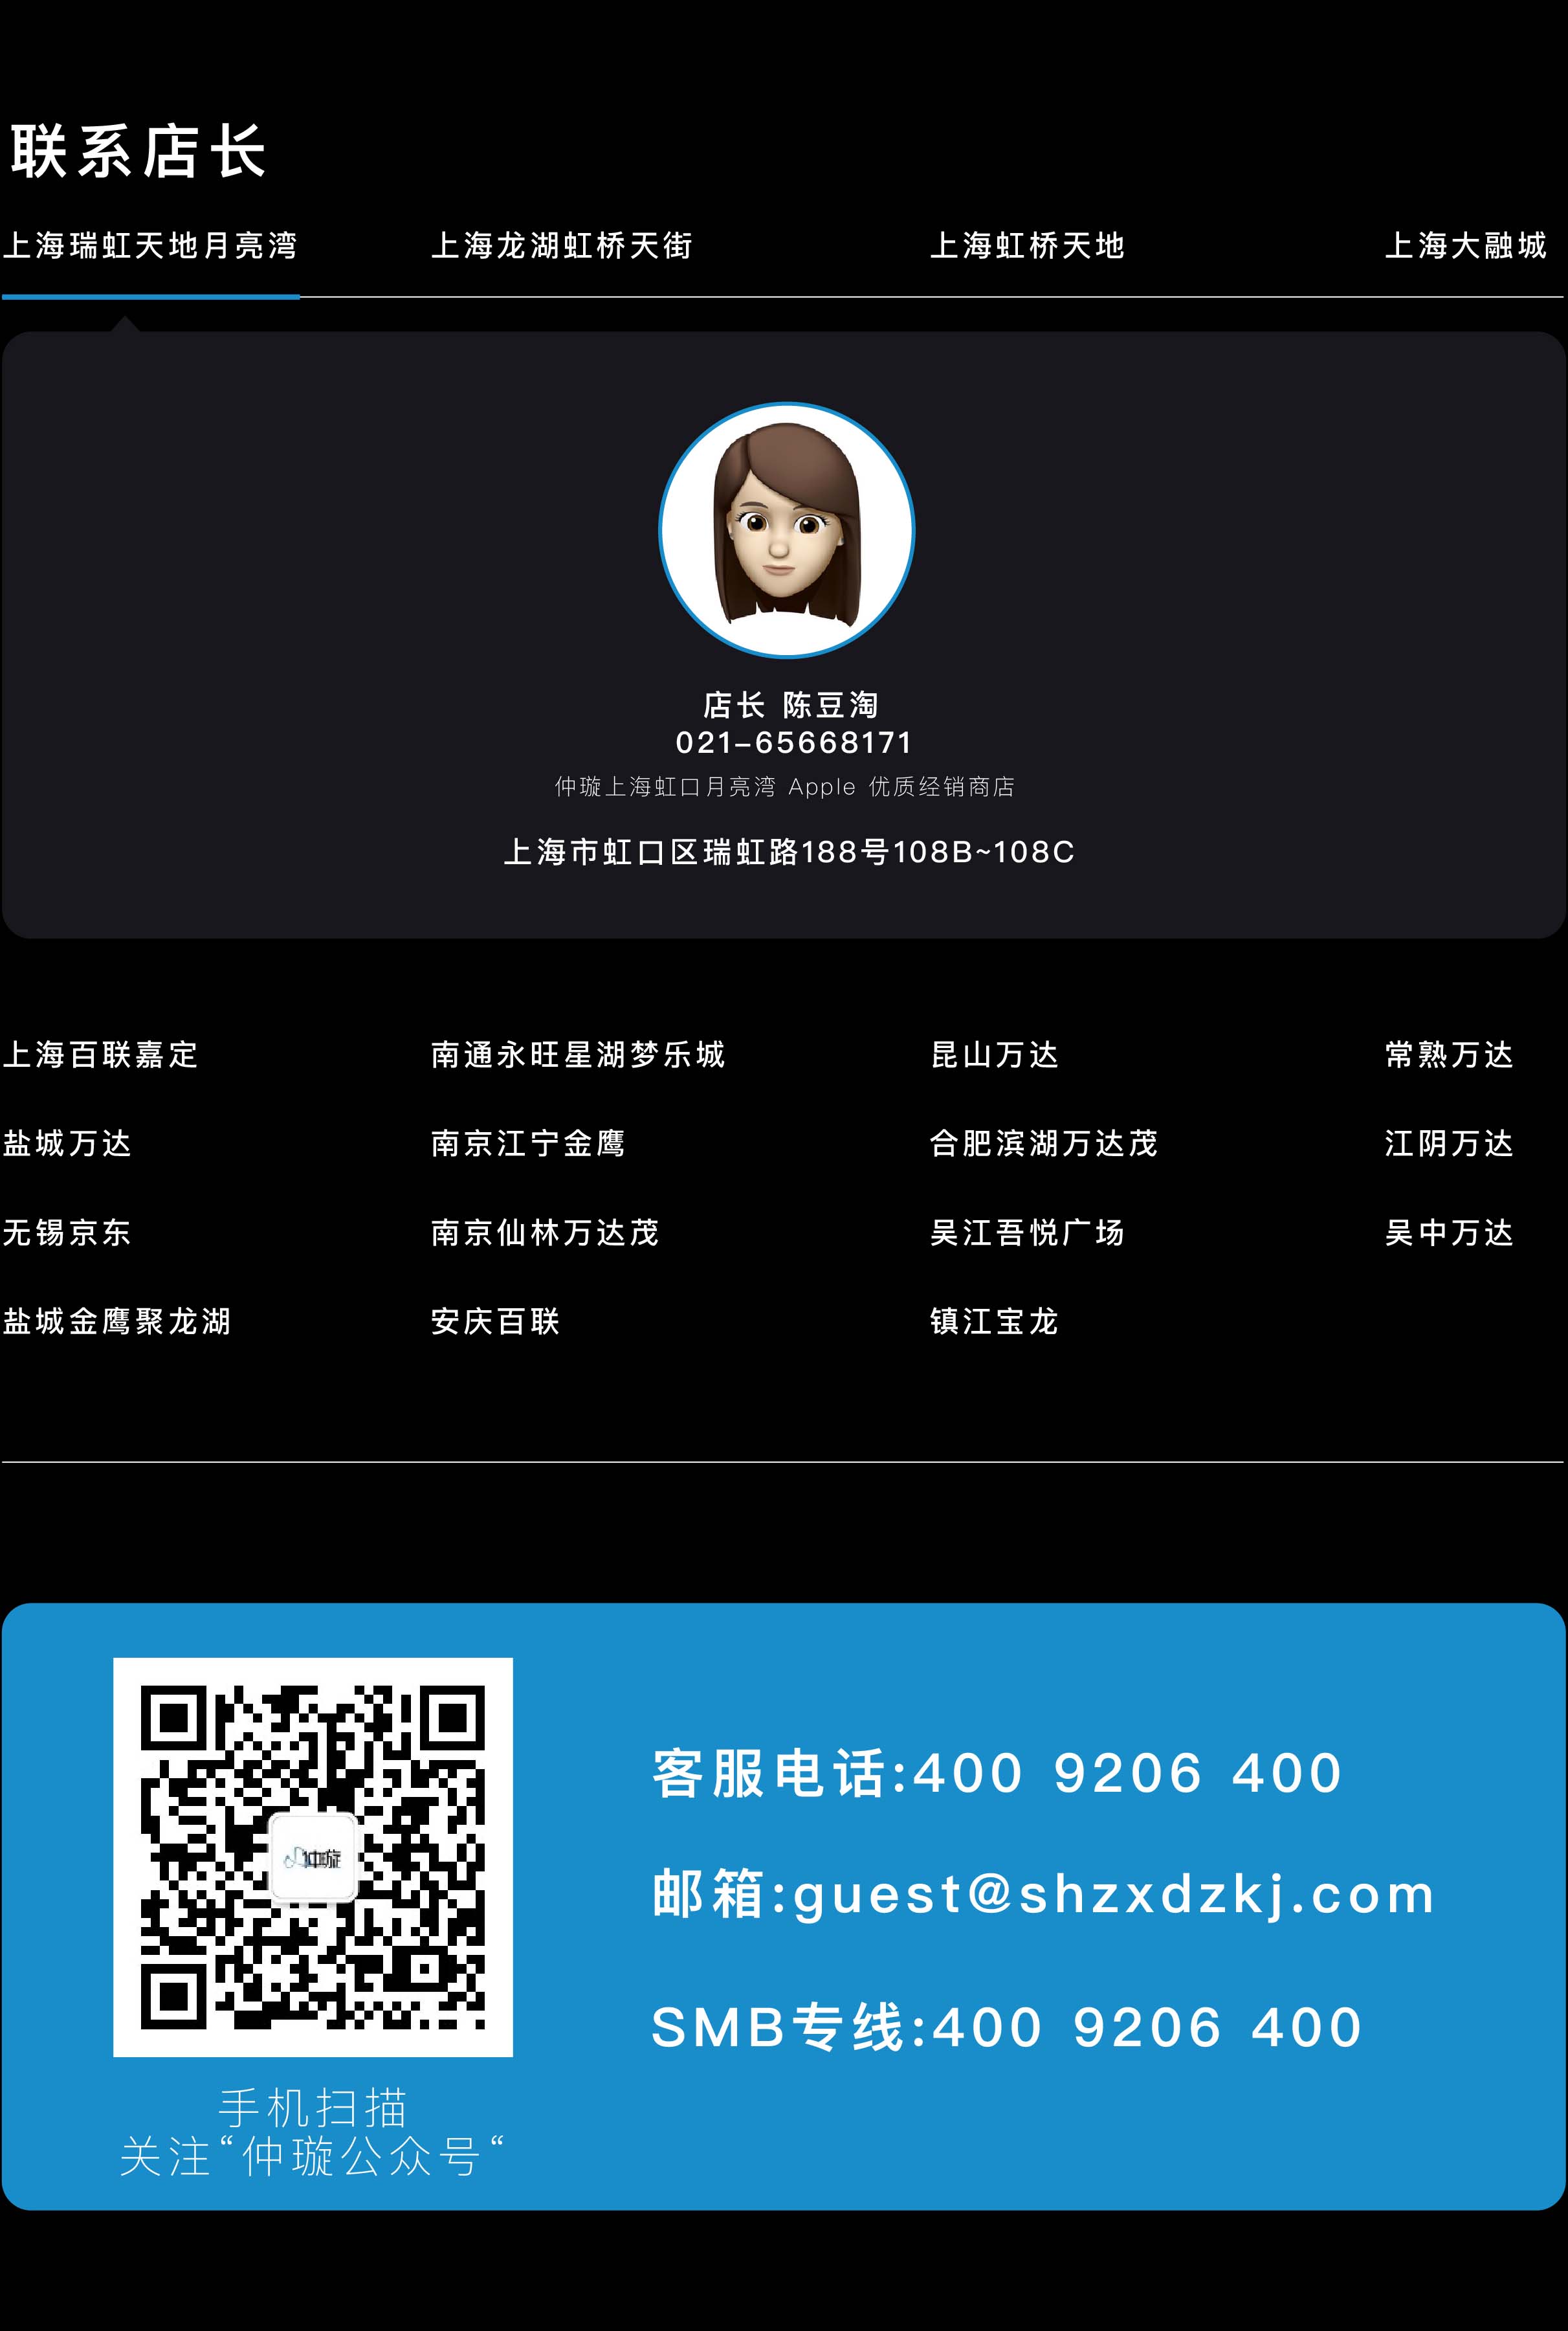 联系店长
上海瑞虹天地月亮湾 上海龙湖虹桥天街 上海虹桥天地 上海大融城
店长 陈豆淘
021-65668171
仲璇上海虹口月亮湾 Apple 优质经销商店
上海市虹口区瑞虹路188号108B~108C
上海百联嘉定 南通永旺星湖梦乐城 昆山万达 常熟万达
盐城万达 南京江宁金鹰 合肥滨湖万达茂 江阴万达
无锡京东 南京仙林万达茂 吴江吾悦广场 吴中万达
盐城金鹰聚龙湖 安庆百联 镇江宝龙
仲璇
客服电话:400 9206 400
邮箱:guest@shzxdzkj.com
SMB专线:400 9206 400
手机扫描
关注“仲璇公众号“